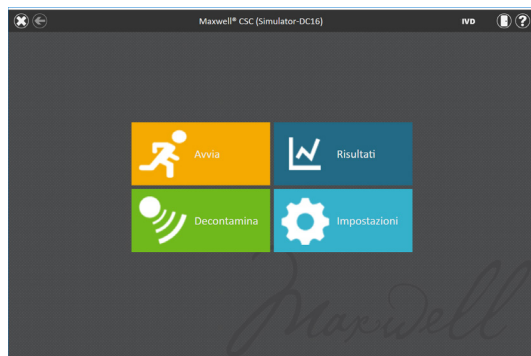 Maxwell® CSC (Simulator-DC16)
IVD
?
Avvia
Risultati
Decontamina
Impostazioni
Maxwell